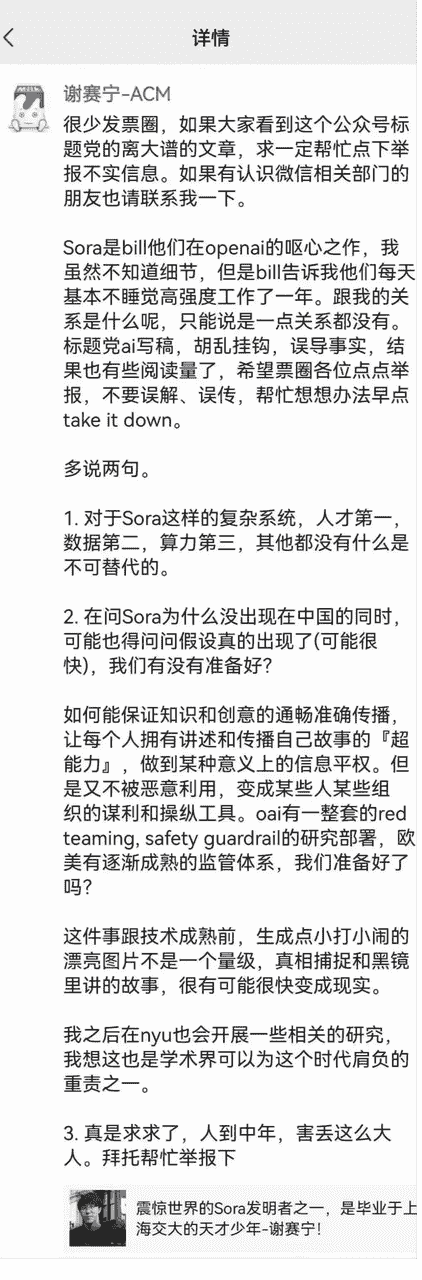 详情
谢赛宁-ACM
很少发票圈，如果大家看到这个公众号标
题党的离大谱的文章，求一定帮忙点下举
报不实信息。如果有认识微信相关部门的
朋友也请联系我一下。
Sora是bill他们在openai的呕心之作，我
虽然不知道细节，但是bill告诉我他们每天
基本不睡觉高强度工作了一年。跟我的关
系是什么呢，只能说是一点关系都没有。
标题党ai写稿，胡乱挂钩，误导事实，结
果也有些阅读量了，希望票圈各位点点举
报，不要误解、误传，帮忙想想办法早点
take it down。
多说两句。
1. 对于Sora这样的复杂系统，人才第一，
数据第二，算力第三，其他都没有什么是
不可替代的。
2. 在问Sora为什么没出现在中国的同时，
可能也得问问假设真的出现了(可能很
快)，我们有没有准备好？
如何能保证知识和创意的通畅准确传播，
让每个人拥有讲述和传播自己故事的『超
能力』，做到某种意义上的信息平权。但
是又不被恶意利用，变成某些人某些组
织的谋利和操纵工具。oai有一整套的red
teaming, safety guardrail的研究部署，欧
美有逐渐成熟的监管体系，我们准备好了
吗？
这件事跟技术成熟前，生成点小打小闹的
漂亮图片不是一个量级，真相捕捉和黑镜
里讲的故事，很有可能很快变成现实。
我之后在nyu也会开展一些相关的研究，
我想这也是学术界可以为这个时代肩负的
重责之一。
3. 真是求求了，人到中年，害丢这么大
人。拜托帮忙举报下
震惊世界的Sora发明者之一，是毕业于上
海交大的天才少年-谢赛宁！